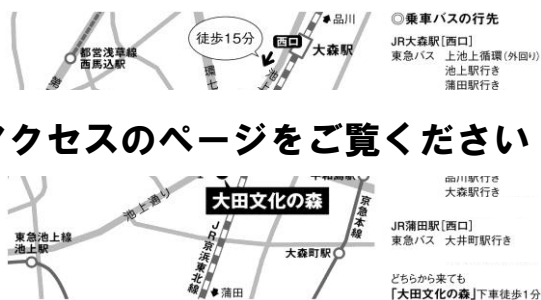 品川
◎乗車バスの行先
徒歩15分
西口
大森駅
JR大森駅[西口]
東急バス 上池上循環(外回り)
池上駅行き
蒲田駅行き
都営浅草線
西馬込駅
環七
アクセスのページをご覧ください
品川駅行き
大森駅行き
池上通り
大田文化の森
京急本線
JR京浜東北線
JR蒲田駅[西口]
東急バス 大井町駅行き
東急池上線
池上駅
大森町駅
蒲田
どちらから来ても
「大田文化の森」下車徒歩1分